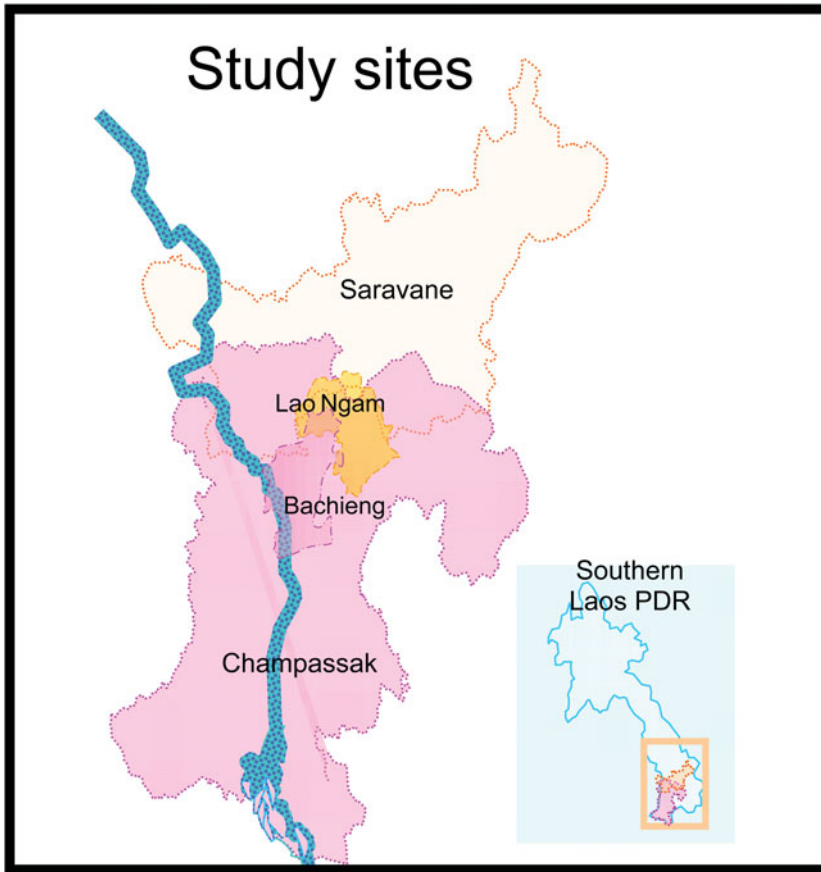 Study sites
Saravane
Lao Ngam
Bachieng
Southern
Laos PDR
Champassak